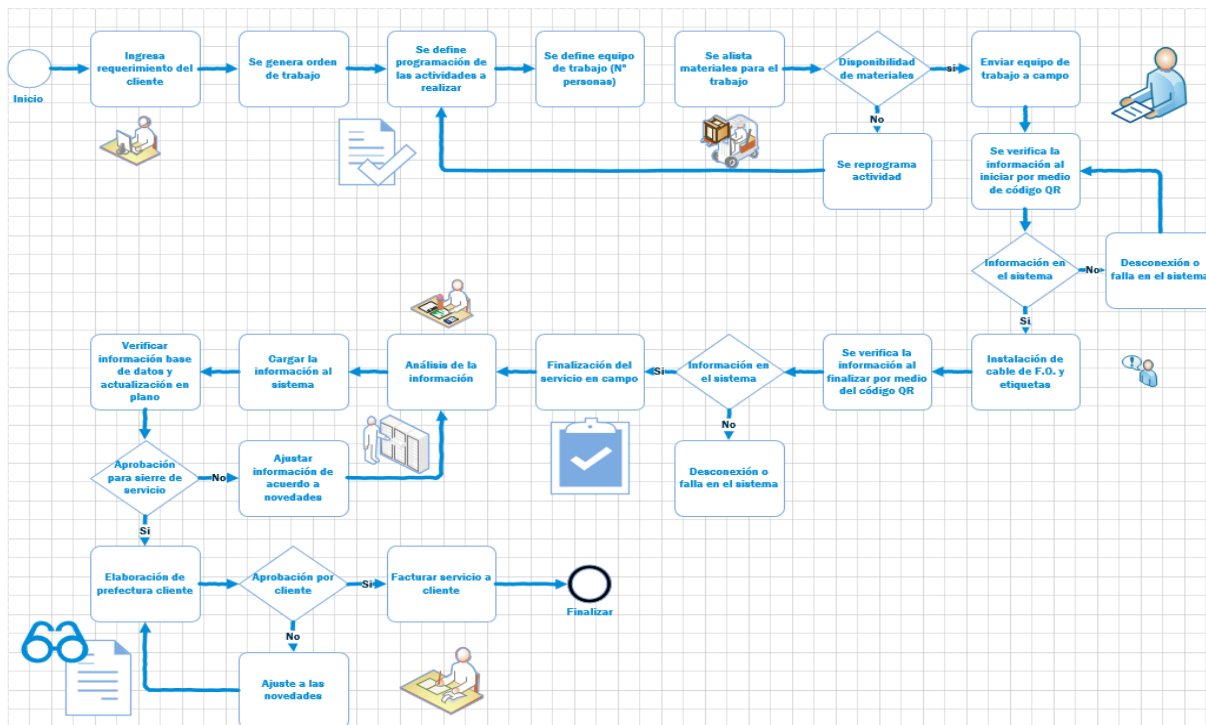 Inicio
Ingresa
requerimiento del
cliente
Se genera orden
de trabajo
Se define
programación de
las actividades a
realizar
Se define equipo
de trabajo (N°
personas)
Se alista
materiales para el
trabajo
Disponibilidad
de materiales
si
Enviar equipo de
trabajo a campo
No
Se reprograma
actividad
Se verifica la
información al
iniciar por medio
de código QR
Información en
el sistema
No
Desconexión o
falla en el sistema
Si
Instalación de
cable de F.O. y
etiquetas
Se verifica la
información al
finalizar por medio
del código QR
Información en
el sistema
No
Desconexión o
falla en el sistema
Si
Finalización del
servicio en campo
Análisis de la
información
Cargar la
información al
sistema
Verificar
información base
de datos y
actualización en
plano
Aprobación
para sierre de
servicio
No
Ajustar
información de
acuerdo a
novedades
Si
Elaboración de
prefectura cliente
Aprobación por
cliente
Si
Facturar servicio a
cliente
Finalizar
No
Ajuste a las
novedades